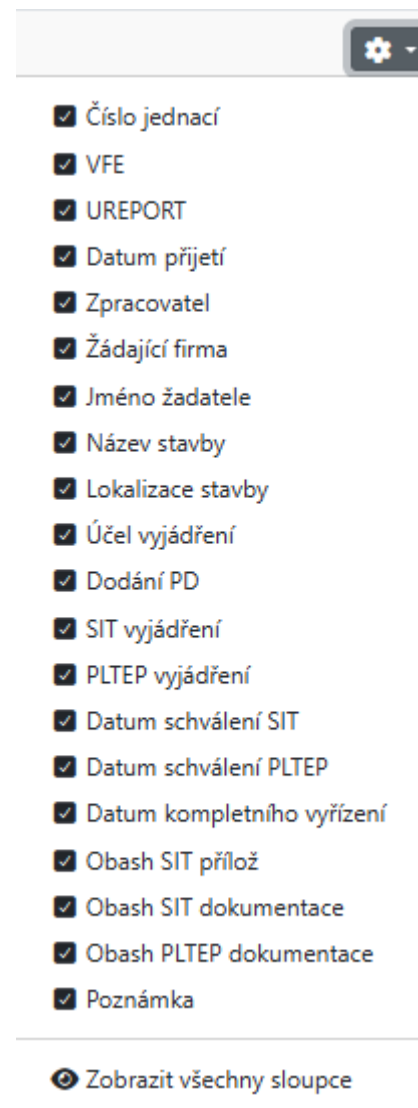 Číslo jednací
VFE
UREPORT
Datum přijetí
Zpracovatel
Žádající firma
Jméno žadatele
Název stavby
Lokalizace stavby
Účel vyjádření
Dodání PD
SIT vyjádření
PLTEP vyjádření
Datum schválení SIT
Datum schválení PLTEP
Datum kompletního vyřízení
Obash SIT přílož
Obash SIT dokumentace
Obash PLTEP dokumentace
Poznámka
Zobrazit všechny sloupce